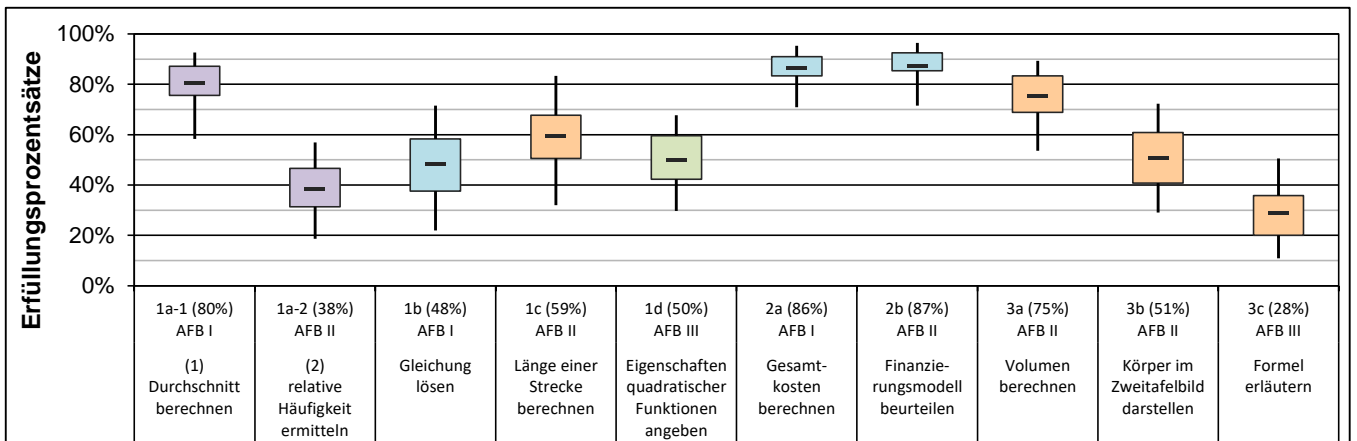 Erfüllungsprozentsätze
100%
80%
60%
40%
20%
0%
1a-1 (80%)
AFB I
1a-2 (38%)
AFB II
1b (48%)
AFB I
1c (59%)
AFB II
1d (50%)
AFB III
2a (86%)
AFB I
2b (87%)
AFB II
3a (75%)
AFB II
3b (51%)
AFB II
3c (28%)
AFB III
(1)
Durchschnitt
berechnen
(2)
relative
Häufigkeit
ermitteln
Gleichung
lösen
Länge einer
Strecke
berechnen
Eigenschaften
quadratischer
Funktionen
angeben
Gesamt-
kosten
berechnen
Finanzie-
rungsmodell
beurteilen
Volumen
berechnen
Körper im
Zweitafelbild
darstellen
Formel
erläutern